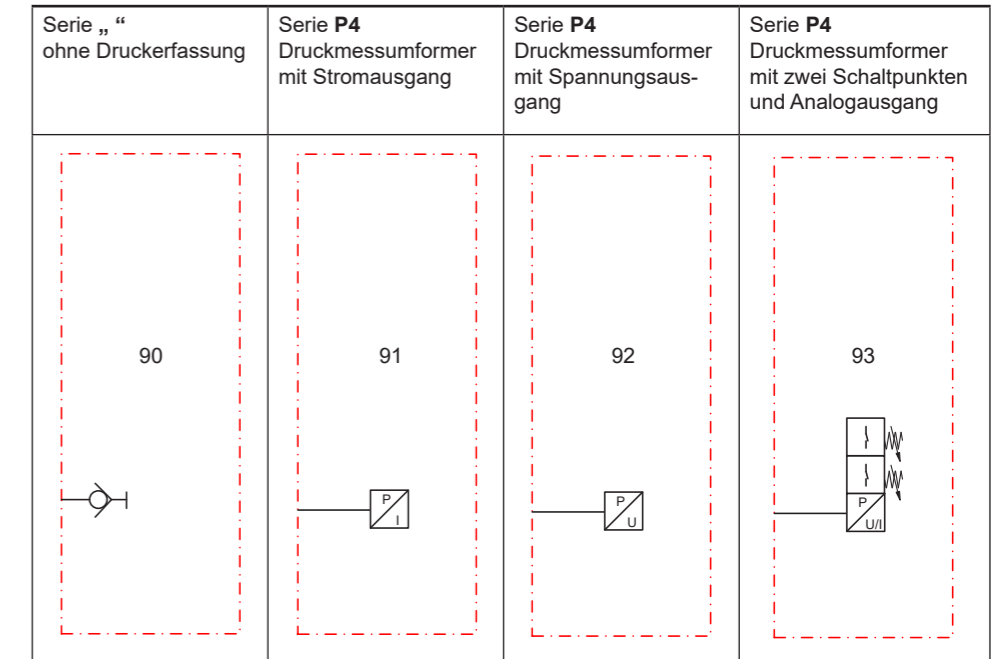 Serie „ “
ohne Druckerfassung
Serie P4
Druckmessumformer
mit Stromausgang
Serie P4
Druckmessumformer
mit Spannungsaus-
gang
Serie P4
Druckmessumformer
mit zwei Schaltpunkten
und Analogausgang
90
91
92
93
P
I
P
U
P
U/I